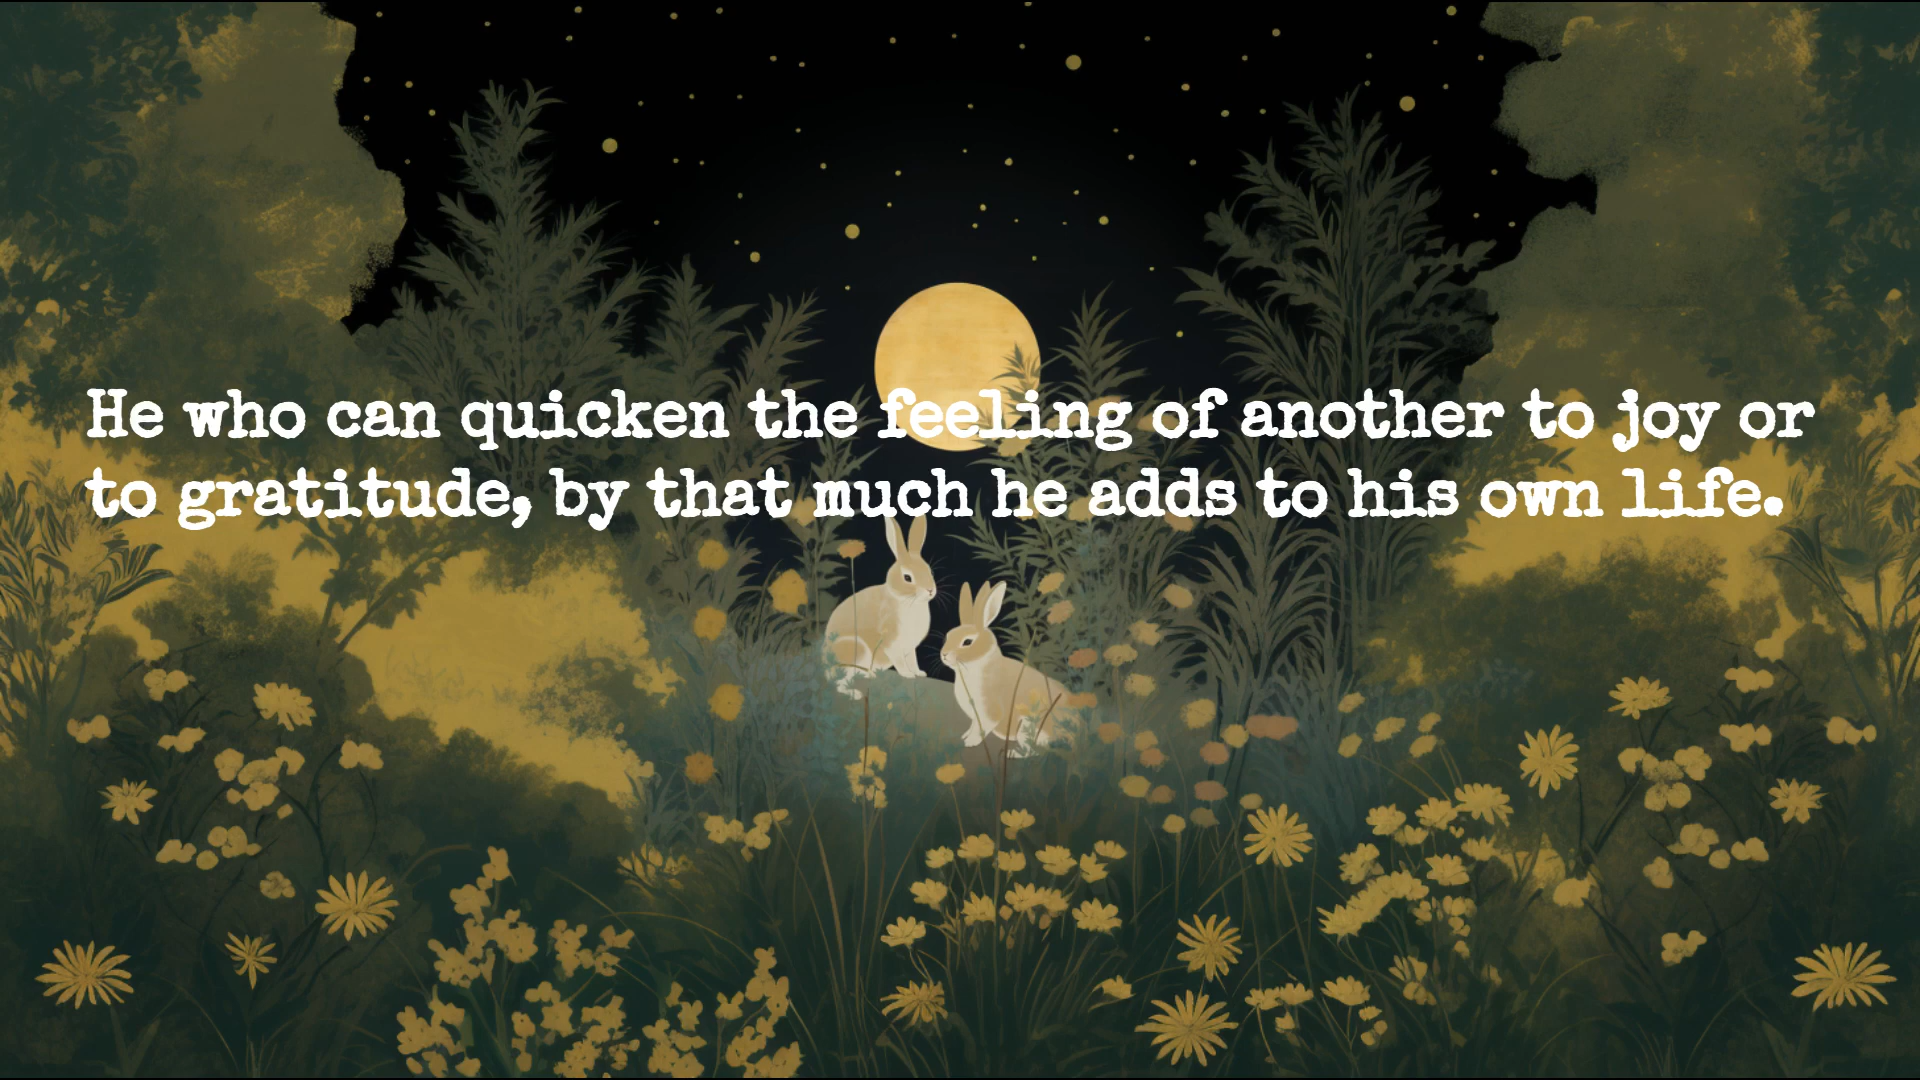 He who can quicken the feeling of another to joy or
to gratitude, by that much he adds to his own life.